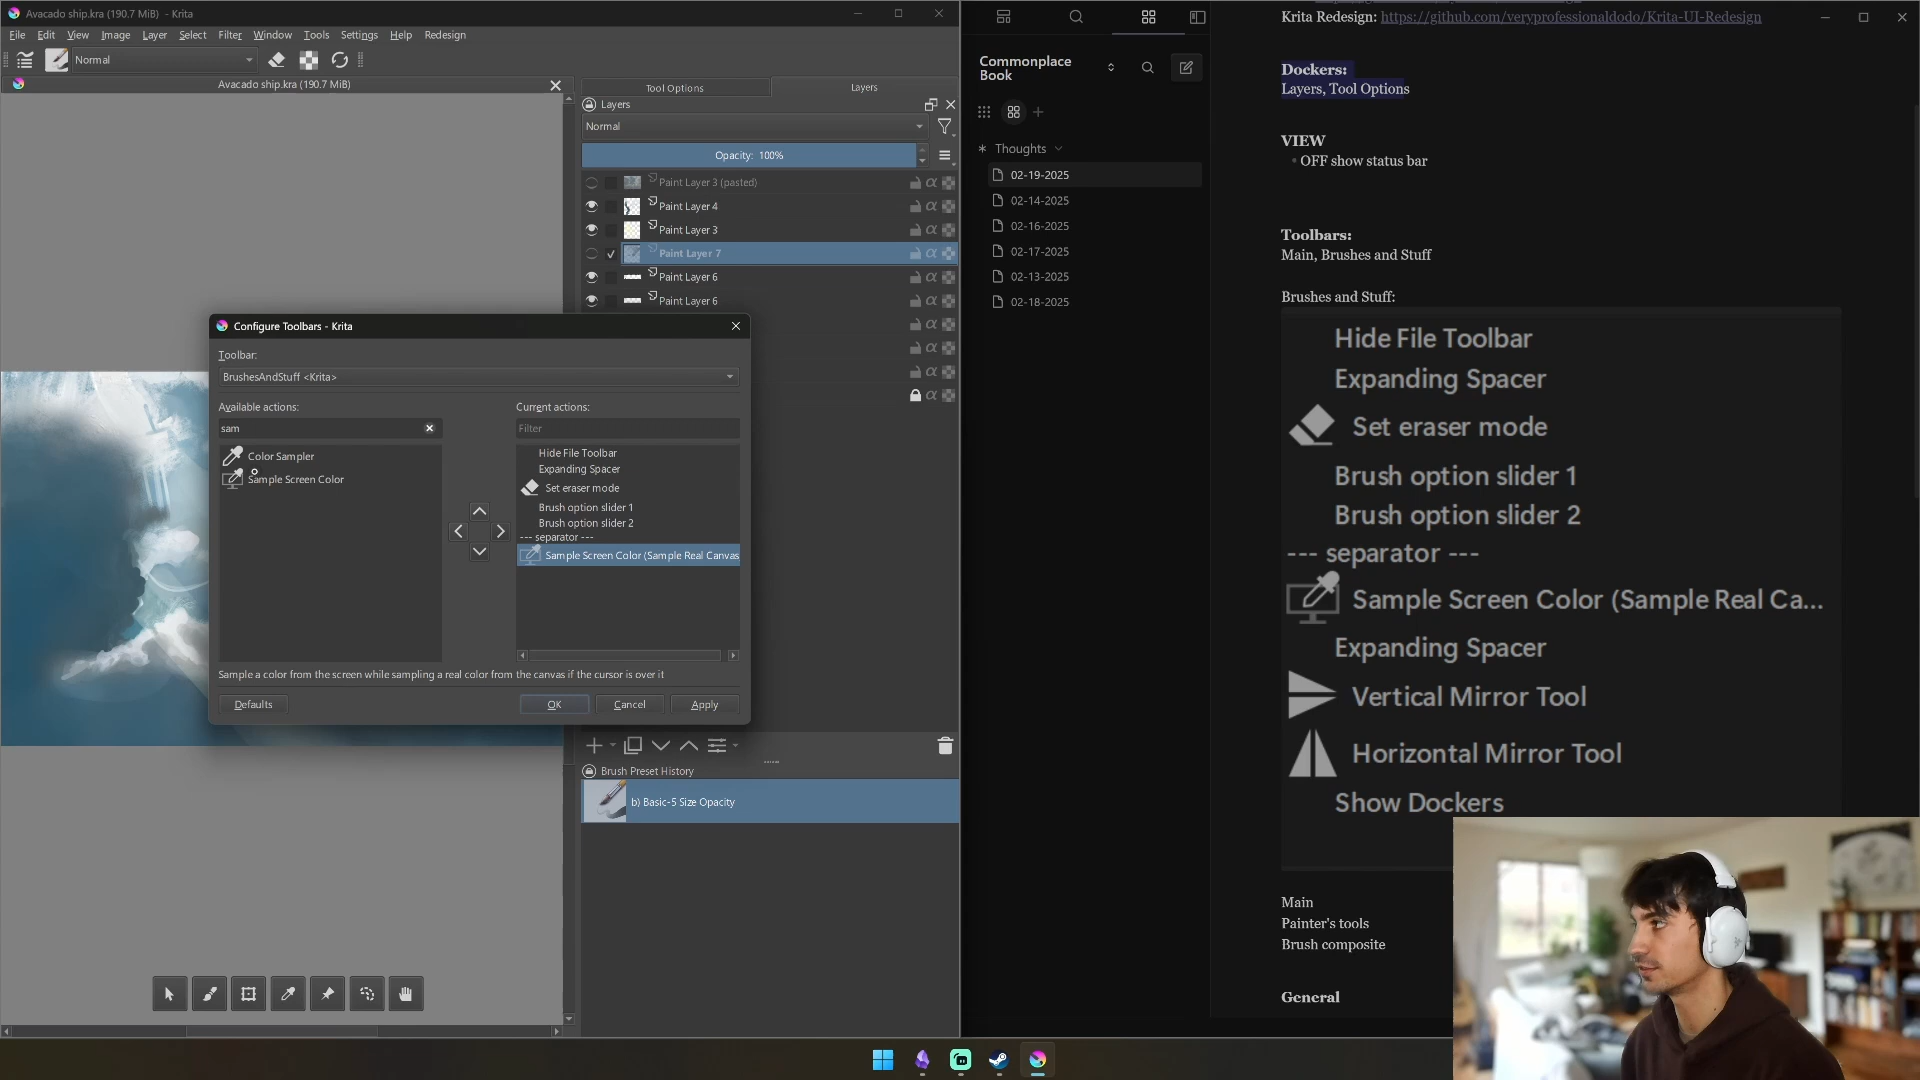 Avacado ship.kra (190.7 MiB) - Krita
File Edit View Image Layer Select Filter Window Tools Settings Help Redesign
Normal
Avacado ship.kra (190.7 MiB)
Tool Options
Layers
Layers
Normal
Opacity: 100%
Paint Layer 3 (pasted)
Paint Layer 4
Paint Layer 3
Paint Layer 7
Paint Layer 6
Paint Layer 6
Configure Toolbars - Krita
Toolbar:
BrushesAndStuff <Krita>
Available actions:
sam
Color Sampler
Sample Screen Color
Current actions:
Filter
Hide File Toolbar
Expanding Spacer
Set eraser mode
Brush option slider 1
Brush option slider 2
--- separator ---
Sample Screen Color (Sample Real Canvas
Sample a color from the screen while sampling a real color from the canvas if the cursor is over it
Defaults
OK
Cancel
Apply
Brush Preset History
b) Basic-5 Size Opacity
Commonplace
Book
Thoughts
02-19-2025
02-14-2025
02-16-2025
02-17-2025
02-13-2025
02-18-2025
Krita Redesign: https://github.com/veryprofessionaldodo/Krita-UI-Redesign
Dockers:
Layers, Tool Options
VIEW
• OFF show status bar
Toolbars:
Main, Brushes and Stuff
Brushes and Stuff:
Hide File Toolbar
Expanding Spacer
Set eraser mode
Brush option slider 1
Brush option slider 2
--- separator ---
Sample Screen Color (Sample Real Ca...
Expanding Spacer
Vertical Mirror Tool
Horizontal Mirror Tool
Show Dockers
Main
Painter's tools
Brush composite
General